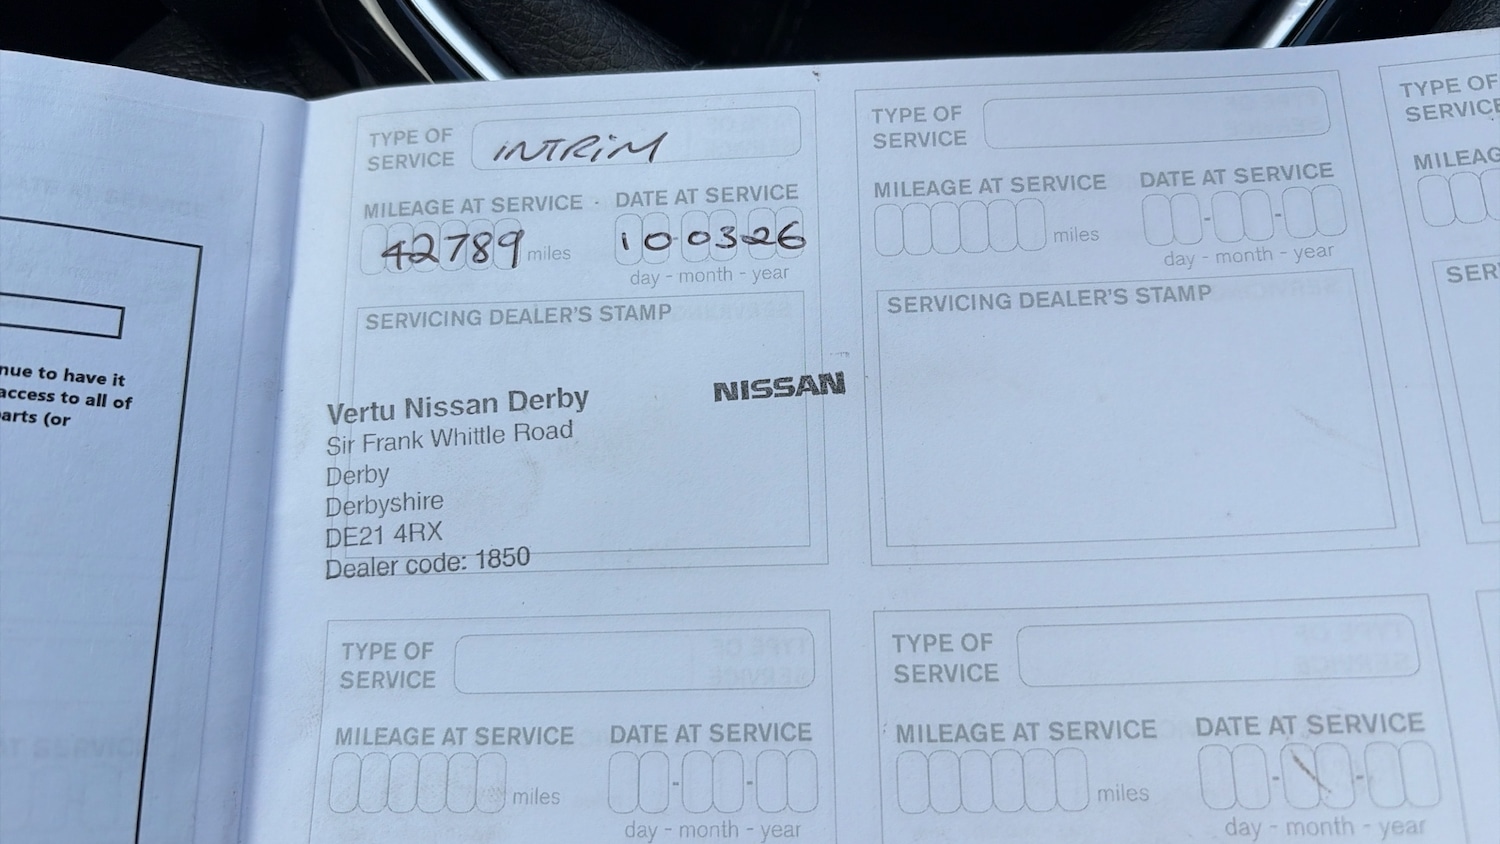 TYPE OF
SERVICE
INTRIM
MILEAGE AT SERVICE
DATE AT SERVICE
42789 miles
10 03 26
day - month - year
SERVICING DEALER'S STAMP
Vertu Nissan Derby
NISSAN
Sir Frank Whittle Road
Derby
Derbyshire
DE21 4RX
Dealer code: 1850
TYPE OF
SERVICE
MILEAGE AT SERVICE
DATE AT SERVICE
miles
day - month - year
SERVICING DEALER'S STAMP
TYPE OF
SERVICE
MILEAG
SER
nue to have it
access to all of
arts (or
TYPE OF
SERVICE
MILEAGE AT SERVICE
DATE AT SERVICE
miles
day - month - year
TYPE OF
SERVICE
MILEAGE AT SERVICE
DATE AT SERVICE
miles
day - month - year